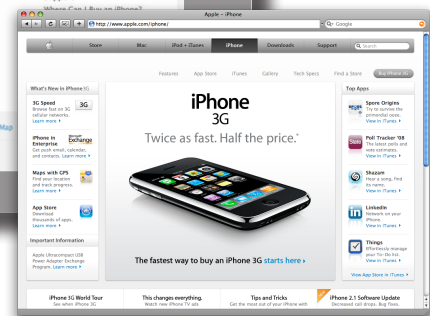 Where Can I Buy an iPhone?
Apple - iPhone
http://www.apple.com/iphone/
Google
Store
Mac
iPod + iTunes
iPhone
Downloads
Support
Search
Features
App Store
iTunes
Gallery
Tech Specs
Find a Store
Buy iPhone 3G
What's New in iPhone 3G
3G Speed
Browse fast on 3G
cellular networks.
Learn more
3G
iPhone in
Enterprise
Get push email, calendar,
and contacts. Learn more
Microsoft
Exchange
Maps with GPS
Find your location
and track progress.
Learn more
App Store
Download
thousands of apps.
Learn more
Important Information
Apple Ultracompact USB
Power Adapter Exchange
Program. Learn more
Map
iPhone
3G
Twice as fast. Half the price.*
The fastest way to buy an iPhone 3G starts here
Top Apps
Spore Origins
Try to survive the
primordial ooze.
View in iTunes
Slate
Poll Tracker '08
The latest polls and
vote estimates.
View in iTunes
Shazam
Hear a song, find
its name.
View in iTunes
in
LinkedIn
Network on your
iPhone.
View in iTunes
Things
Effortlessly manage
your To-Do list.
View in iTunes
View App Store in iTunes
iPhone 3G World Tour
See when iPhone 3G
This changes everything.
Watch new iPhone TV ads
Tips and Tricks
Get the most out of your iPhone with
iPhone 2.1 Software Update
Decreased call drops. Bug fixes.